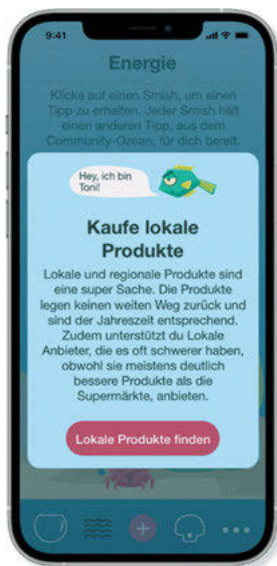 9:41
Energie
Klicke auf einen Smish, um einen
Tipp zu erhalten. Jeder Smish hält
einen anderen Tipp, aus dem
Community-Ozean, für dich bereit.
Hey, ich bin
Toni!
Kaufe lokale
Produkte
Lokale und regionale Produkte sind
eine super Sache. Die Produkte
legen keinen weiten Weg zurück und
sind der Jahreszeit entsprechend.
Zudem unterstützt du Lokale
Anbieter, die es oft schwerer haben,
obwohl sie meistens deutlich
bessere Produkte als die
Supermärkte, anbieten.
Lokale Produkte finden